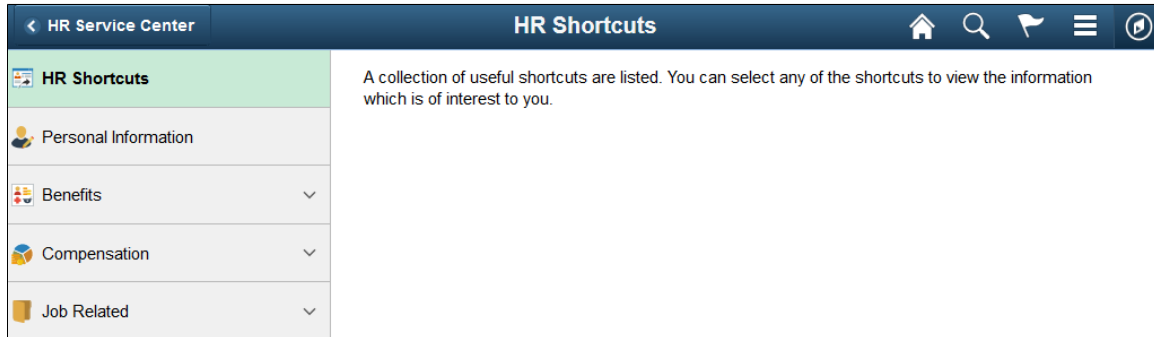 HR Service Center
HR Shortcuts
HR Shortcuts
A collection of useful shortcuts are listed. You can select any of the shortcuts to view the information
which is of interest to you.
Personal Information
Benefits
Compensation
Job Related